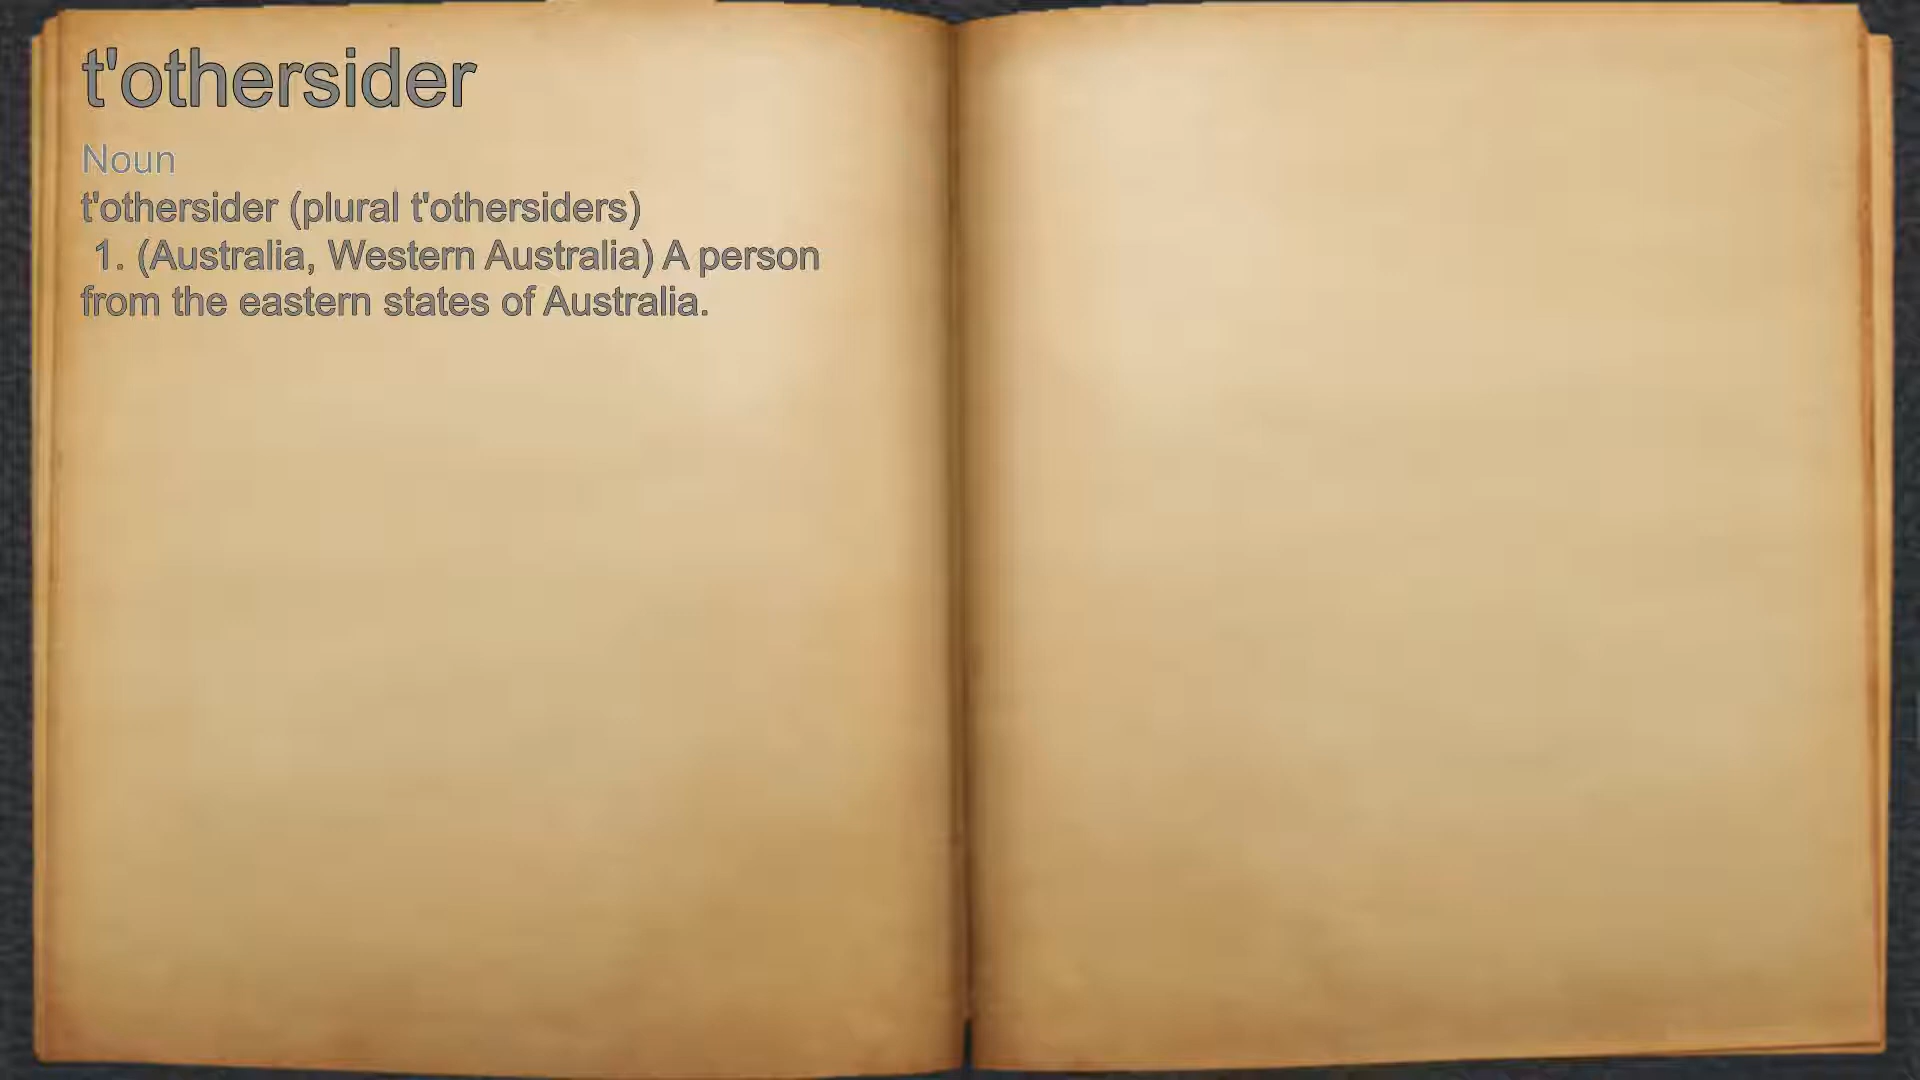 t'othersider
Noun
t'othersider (plural t'othersiders)
1. (Australia, Western Australia) A person
from the eastern states of Australia.